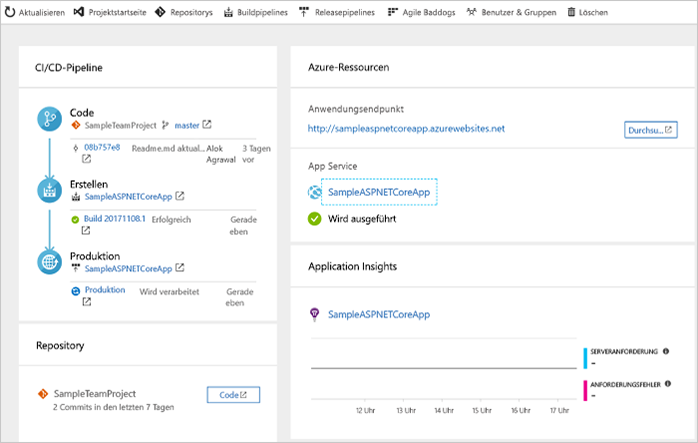 Aktualisieren Projektstartseite Repositorys Buildpipelines Releasepipelines Agile Baddogs Benutzer & Gruppen Löschen
CI/CD-Pipeline
Code
SampleTeamProject master
08b757e8 Readme.md aktual... Alok Agrawal 3 Tagen vor
Erstellen
SampleASPNETCoreApp
Build 20171108.1 Erfolgreich Gerade eben
Produktion
SampleASPNETCoreApp
Produktion Wird verarbeitet Gerade eben
Repository
SampleTeamProject
2 Commits in den letzten 7 Tagen
Code
Azure-Ressourcen
Anwendungsendpunkt
http://sampleaspnetcoreapp.azurewebsites.net
Durchsu...
App Service
SampleASPNETCoreApp
Wird ausgeführt
Application Insights
SampleASPNETCoreApp
SERVERANFORDERUNG
--
ANFORDERUNGSFEHLER
--
12 Uhr 13 Uhr 14 Uhr 15 Uhr 16 Uhr 17 Uhr